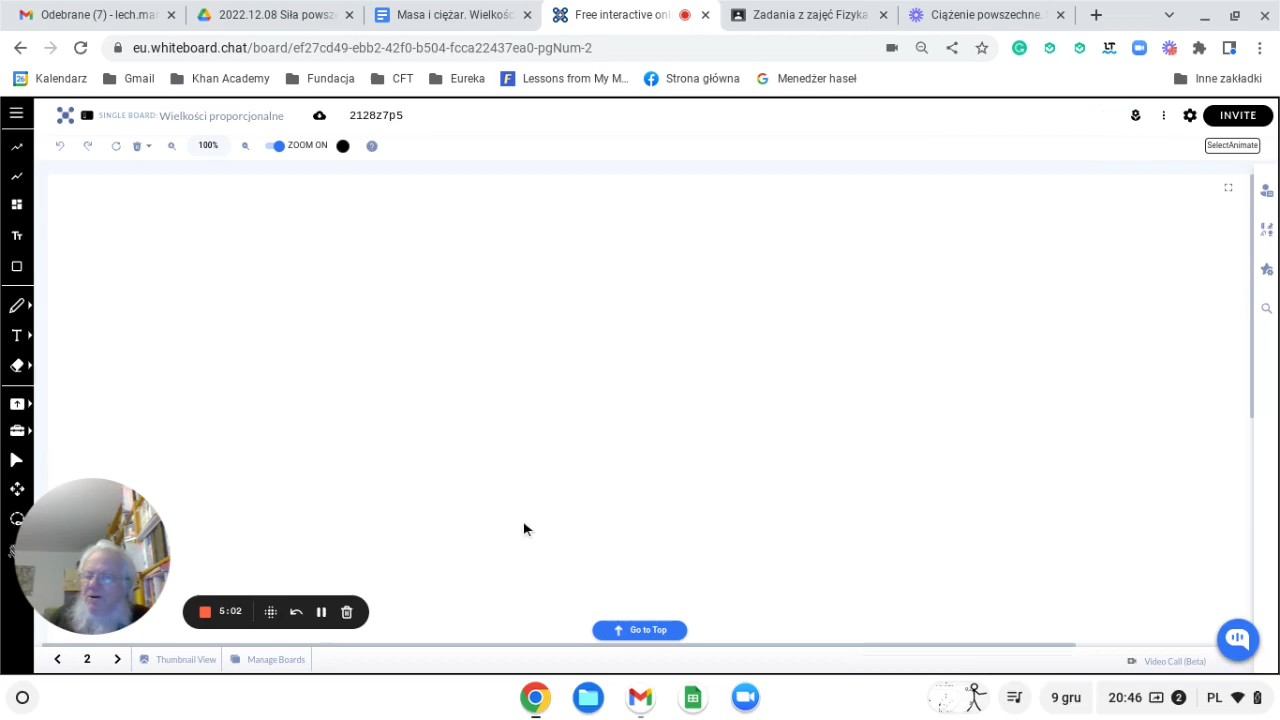 Odebrane (7) - lech.mar
2022.12.08 Siła powsz
Masa i ciężar. Wielkośc
Free interactive onl
Zadania z zajęć Fizyka
Ciążenie powszechne.
eu.whiteboard.chat/board/ef27cd49-ebb2-42f0-b504-fcca22437ea0-pgNum-2
Kalendarz
Gmail
Khan Academy
Fundacja
CFT
Eureka
Lessons from My M...
Strona główna
Menedżer haseł
Inne zakładki
SINGLE BOARD: Wielkości proporcjonalne
2128z7p5
INVITE
100%
ZOOM ON
SelectAnimate
5:02
Go to Top
2
Thumbnail View
Manage Boards
Video Call (Beta)
9 gru
20:46
2
PL